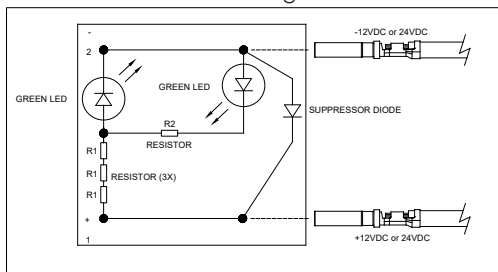 -
-12VDC or 24VDC
2
GREEN LED
GREEN LED
SUPPRESSOR DIODE
R2
RESISTOR
R1
R1
RESISTOR (3X)
R1
+
1
+12VDC or 24VDC